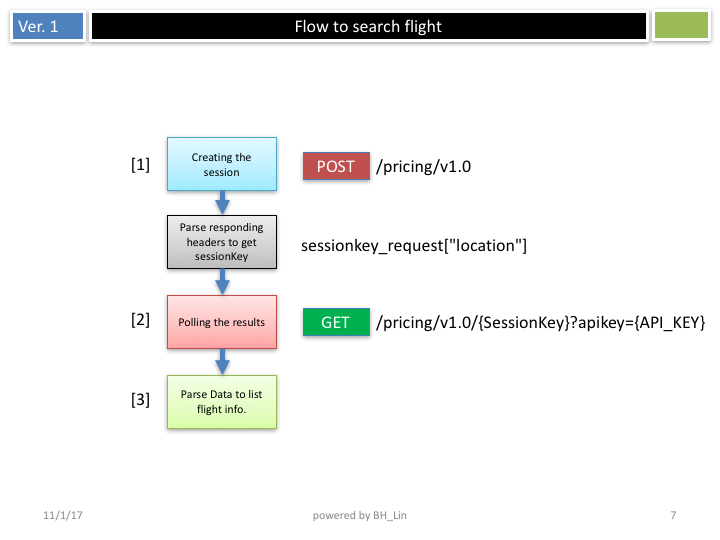 Ver. 1
Flow to search flight
[1]
Creating the
session
POST
/pricing/v1.0
Parse responding
headers to get
sessionKey
sessionkey_request["location"]
[2]
Polling the results
GET
/pricing/v1.0/{SessionKey}?apikey={API_KEY}
[3]
Parse Data to list
flight info.
11/1/17
powered by BH_Lin
7